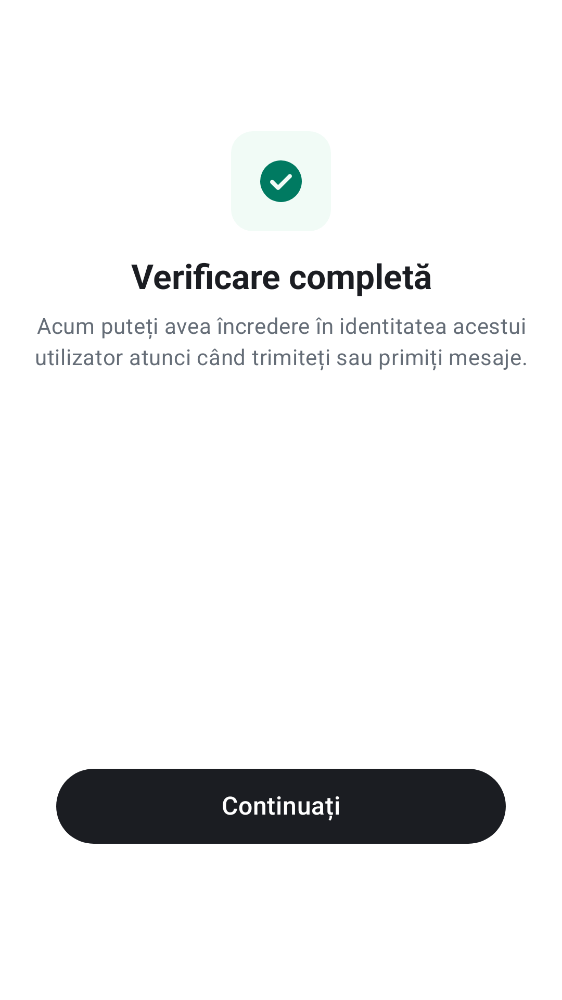 Verificare completă
Acum puteți avea încredere în identitatea acestui
utilizator atunci când trimiteți sau primiți mesaje.
Continuați